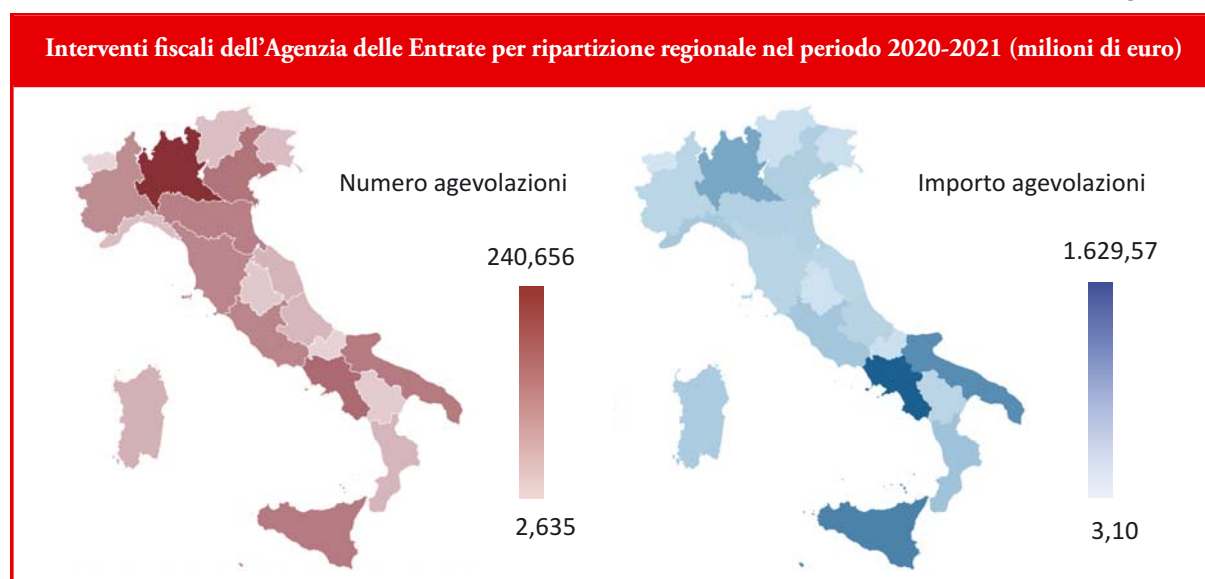 Interventi fiscali dell’Agenzia delle Entrate per ripartizione regionale nel periodo 2020-2021 (milioni di euro)
Numero agevolazioni
240,656
2,635
Importo agevolazioni
1.629,57
3,10